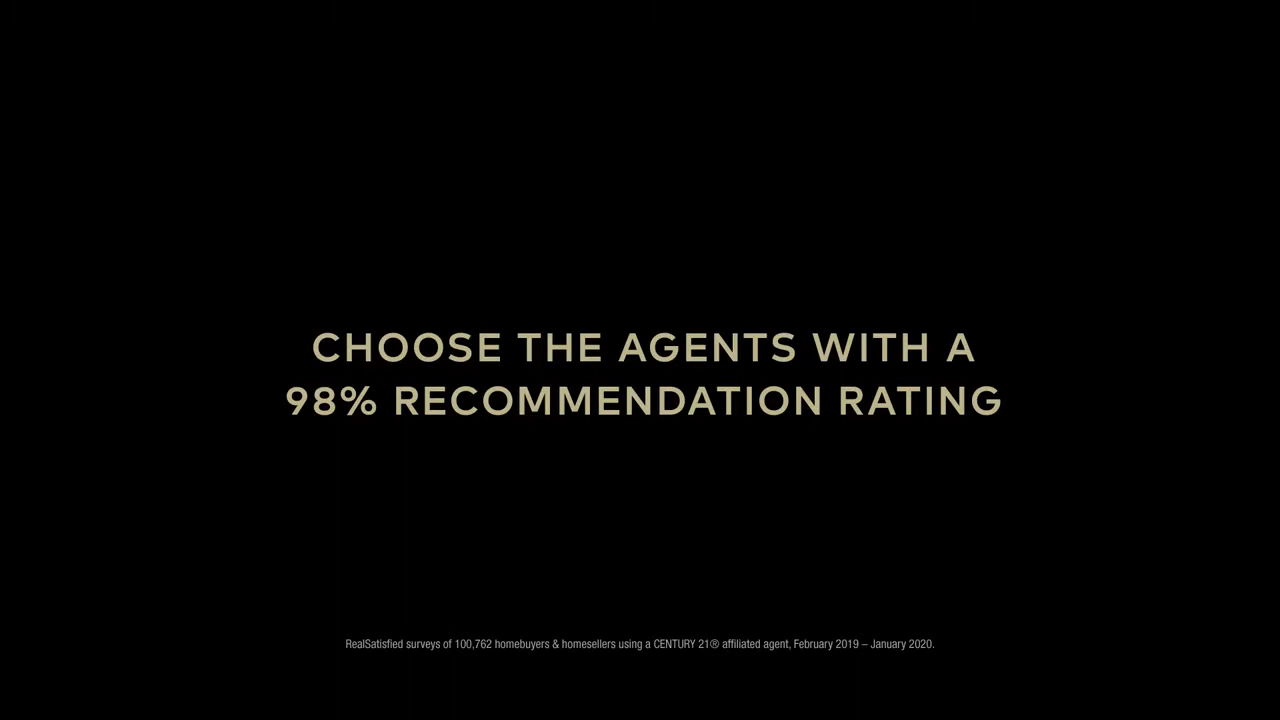 CHOOSE THE AGENTS WITH A
98% RECOMMENDATION RATING
RealSatisfied surveys of 100,762 homebuyers & homesellers using a CENTURY 21® affiliated agent, February 2019 – January 2020.